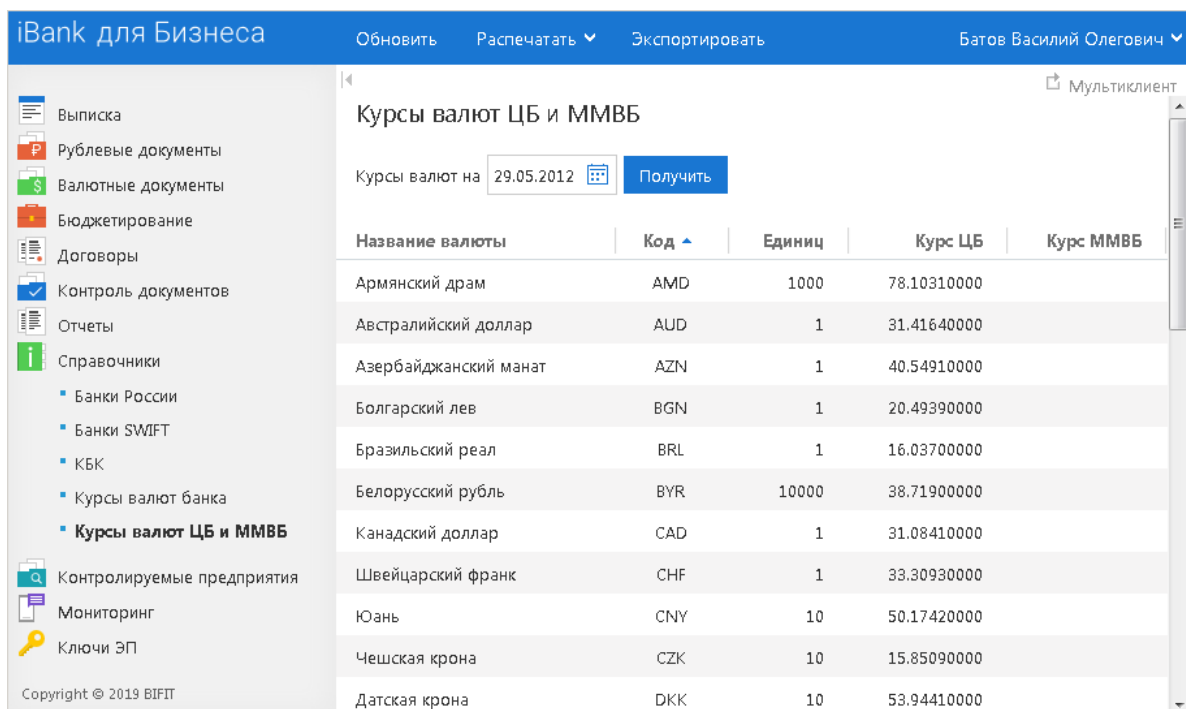 iBank для Бизнеса
Обновить Распечатать Экспортировать Батов Василий Олегович
Мультиклиент
Выписка
Рублевые документы
Валютные документы
Бюджетирование
Договоры
Контроль документов
Отчеты
Справочники
Банки России
Банки SWIFT
КБК
Курсы валют банка
Курсы валют ЦБ и ММВБ
Контролируемые предприятия
Мониторинг
Ключи ЭП
Copyright © 2019 BIFIT
Курсы валют ЦБ и ММВБ
Курсы валют на 29.05.2012 Получить
Название валюты Код Единиц Курс ЦБ Курс ММВБ
Армянский драм AMD 1000 78.10310000
Австралийский доллар AUD 1 31.41640000
Азербайджанский манат AZN 1 40.54910000
Болгарский лев BGN 1 20.49390000
Бразильский реал BRL 1 16.03700000
Белорусский рубль BYR 10000 38.71900000
Канадский доллар CAD 1 31.08410000
Швейцарский франк CHF 1 33.30930000
Юань CNY 10 50.17420000
Чешская крона CZK 10 15.85090000
Датская крона DKK 10 53.94410000